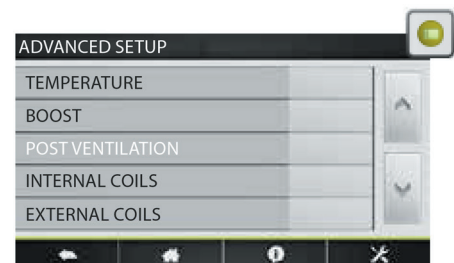 ADVANCED SETUP
TEMPERATURE
BOOST
POST VENTILATION
INTERNAL COILS
EXTERNAL COILS